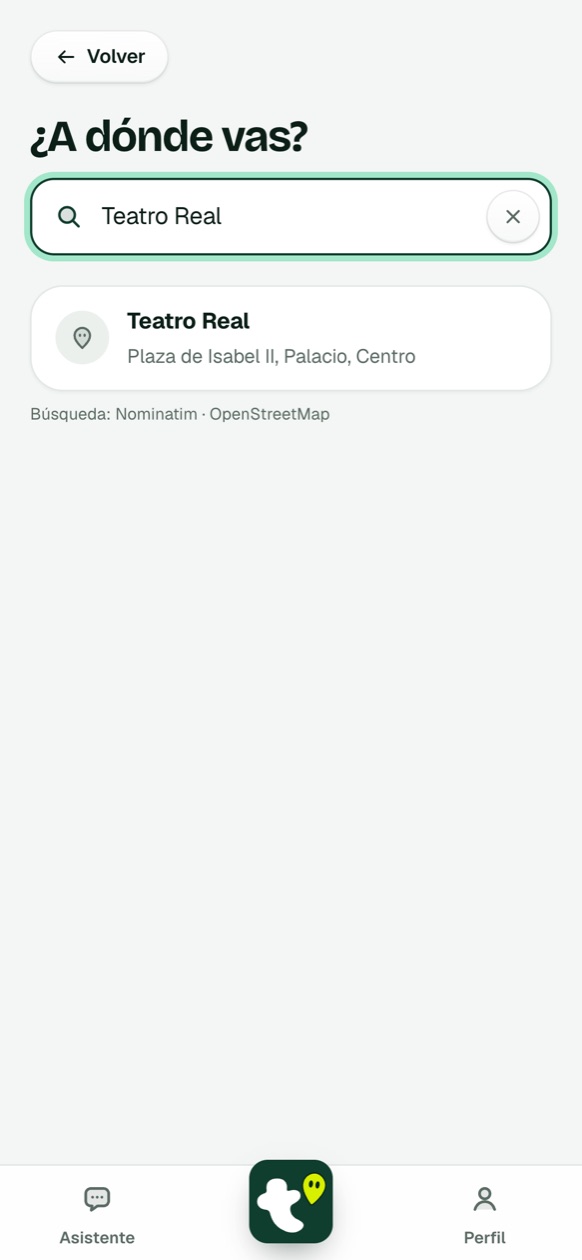 Volver
¿A dónde vas?
Teatro Real
Teatro Real
Plaza de Isabel II, Palacio, Centro
Búsqueda: Nominatim · OpenStreetMap
Asistente
Perfil